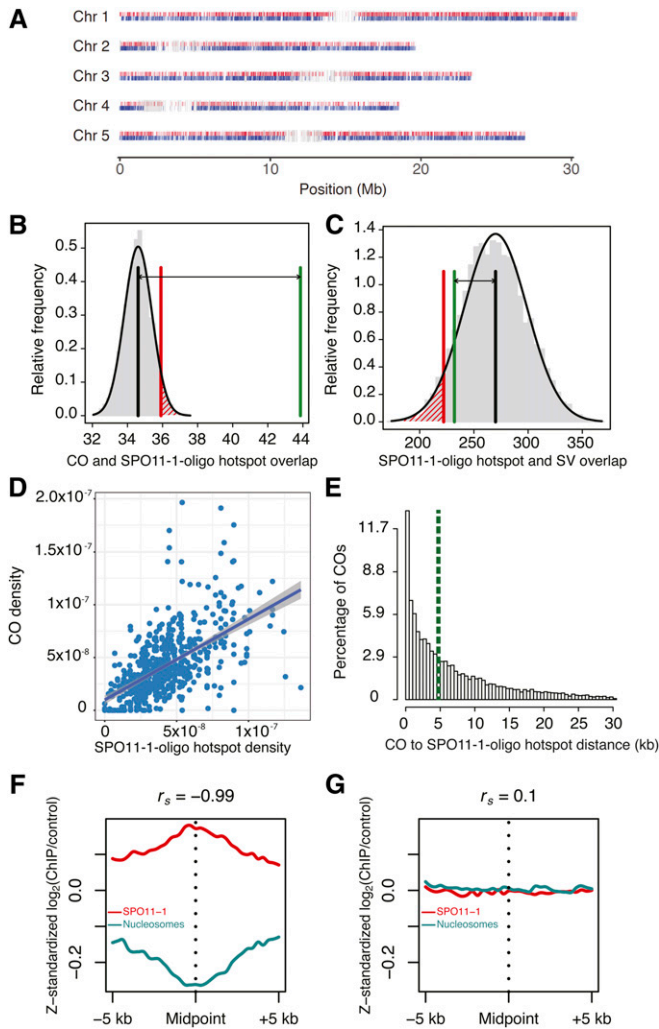 A
Chr 1
Chr 2
Chr 3
Chr 4
Chr 5
0 10 20 30
Position (Mb)
B
Relative frequency
0.5
0.4
0.3
0.2
0.1
0.0
32 34 36 38 40 42 44
CO and SPO11-1-oligo hotspot overlap
C
Relative frequency
1.4
1.2
1.0
0.8
0.6
0.4
0.2
0.0
200 250 300 350
SPO11-1-oligo hotspot and SV overlap
D
CO density
2.0x10-7
1.5x10-7
1x10-7
5x10-8
0
0 5x10-8 1x10-7
SPO11-1-oligo hotspot density
E
Percentage of COs
11.7
8.8
5.9
2.9
0
0 5 10 15 20 25 30
CO to SPO11-1-oligo hotspot distance (kb)
F
rs = −0.99
Z−standardized log2(ChIP/control)
0.0
−0.2
SPO11−1
Nucleosomes
−5 kb Midpoint +5 kb
G
rs = 0.1
Z−standardized log2(ChIP/control)
0.0
−0.2
SPO11−1
Nucleosomes
−5 kb Midpoint +5 kb